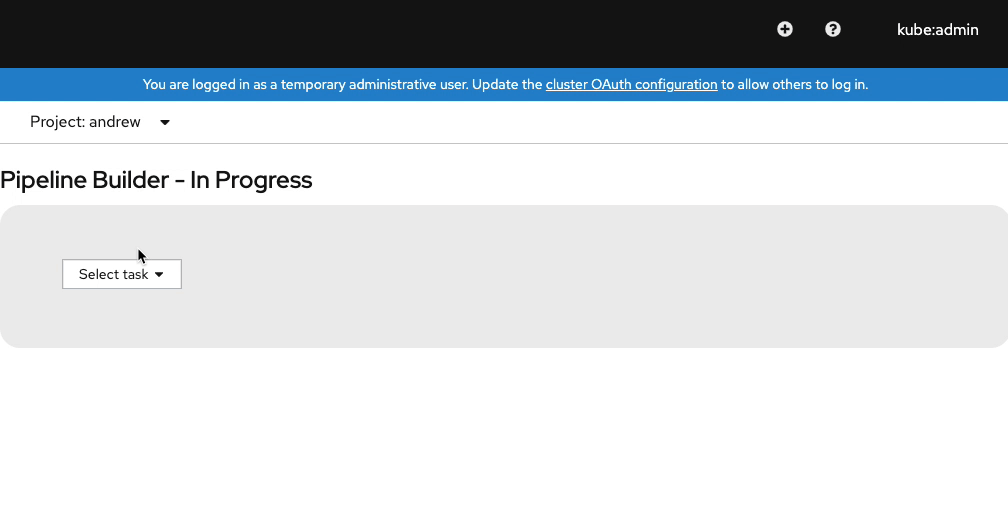 kube:admin
You are logged in as a temporary administrative user. Update the cluster OAuth configuration to allow others to log in.
Project: andrew
Pipeline Builder - In Progress
Select task